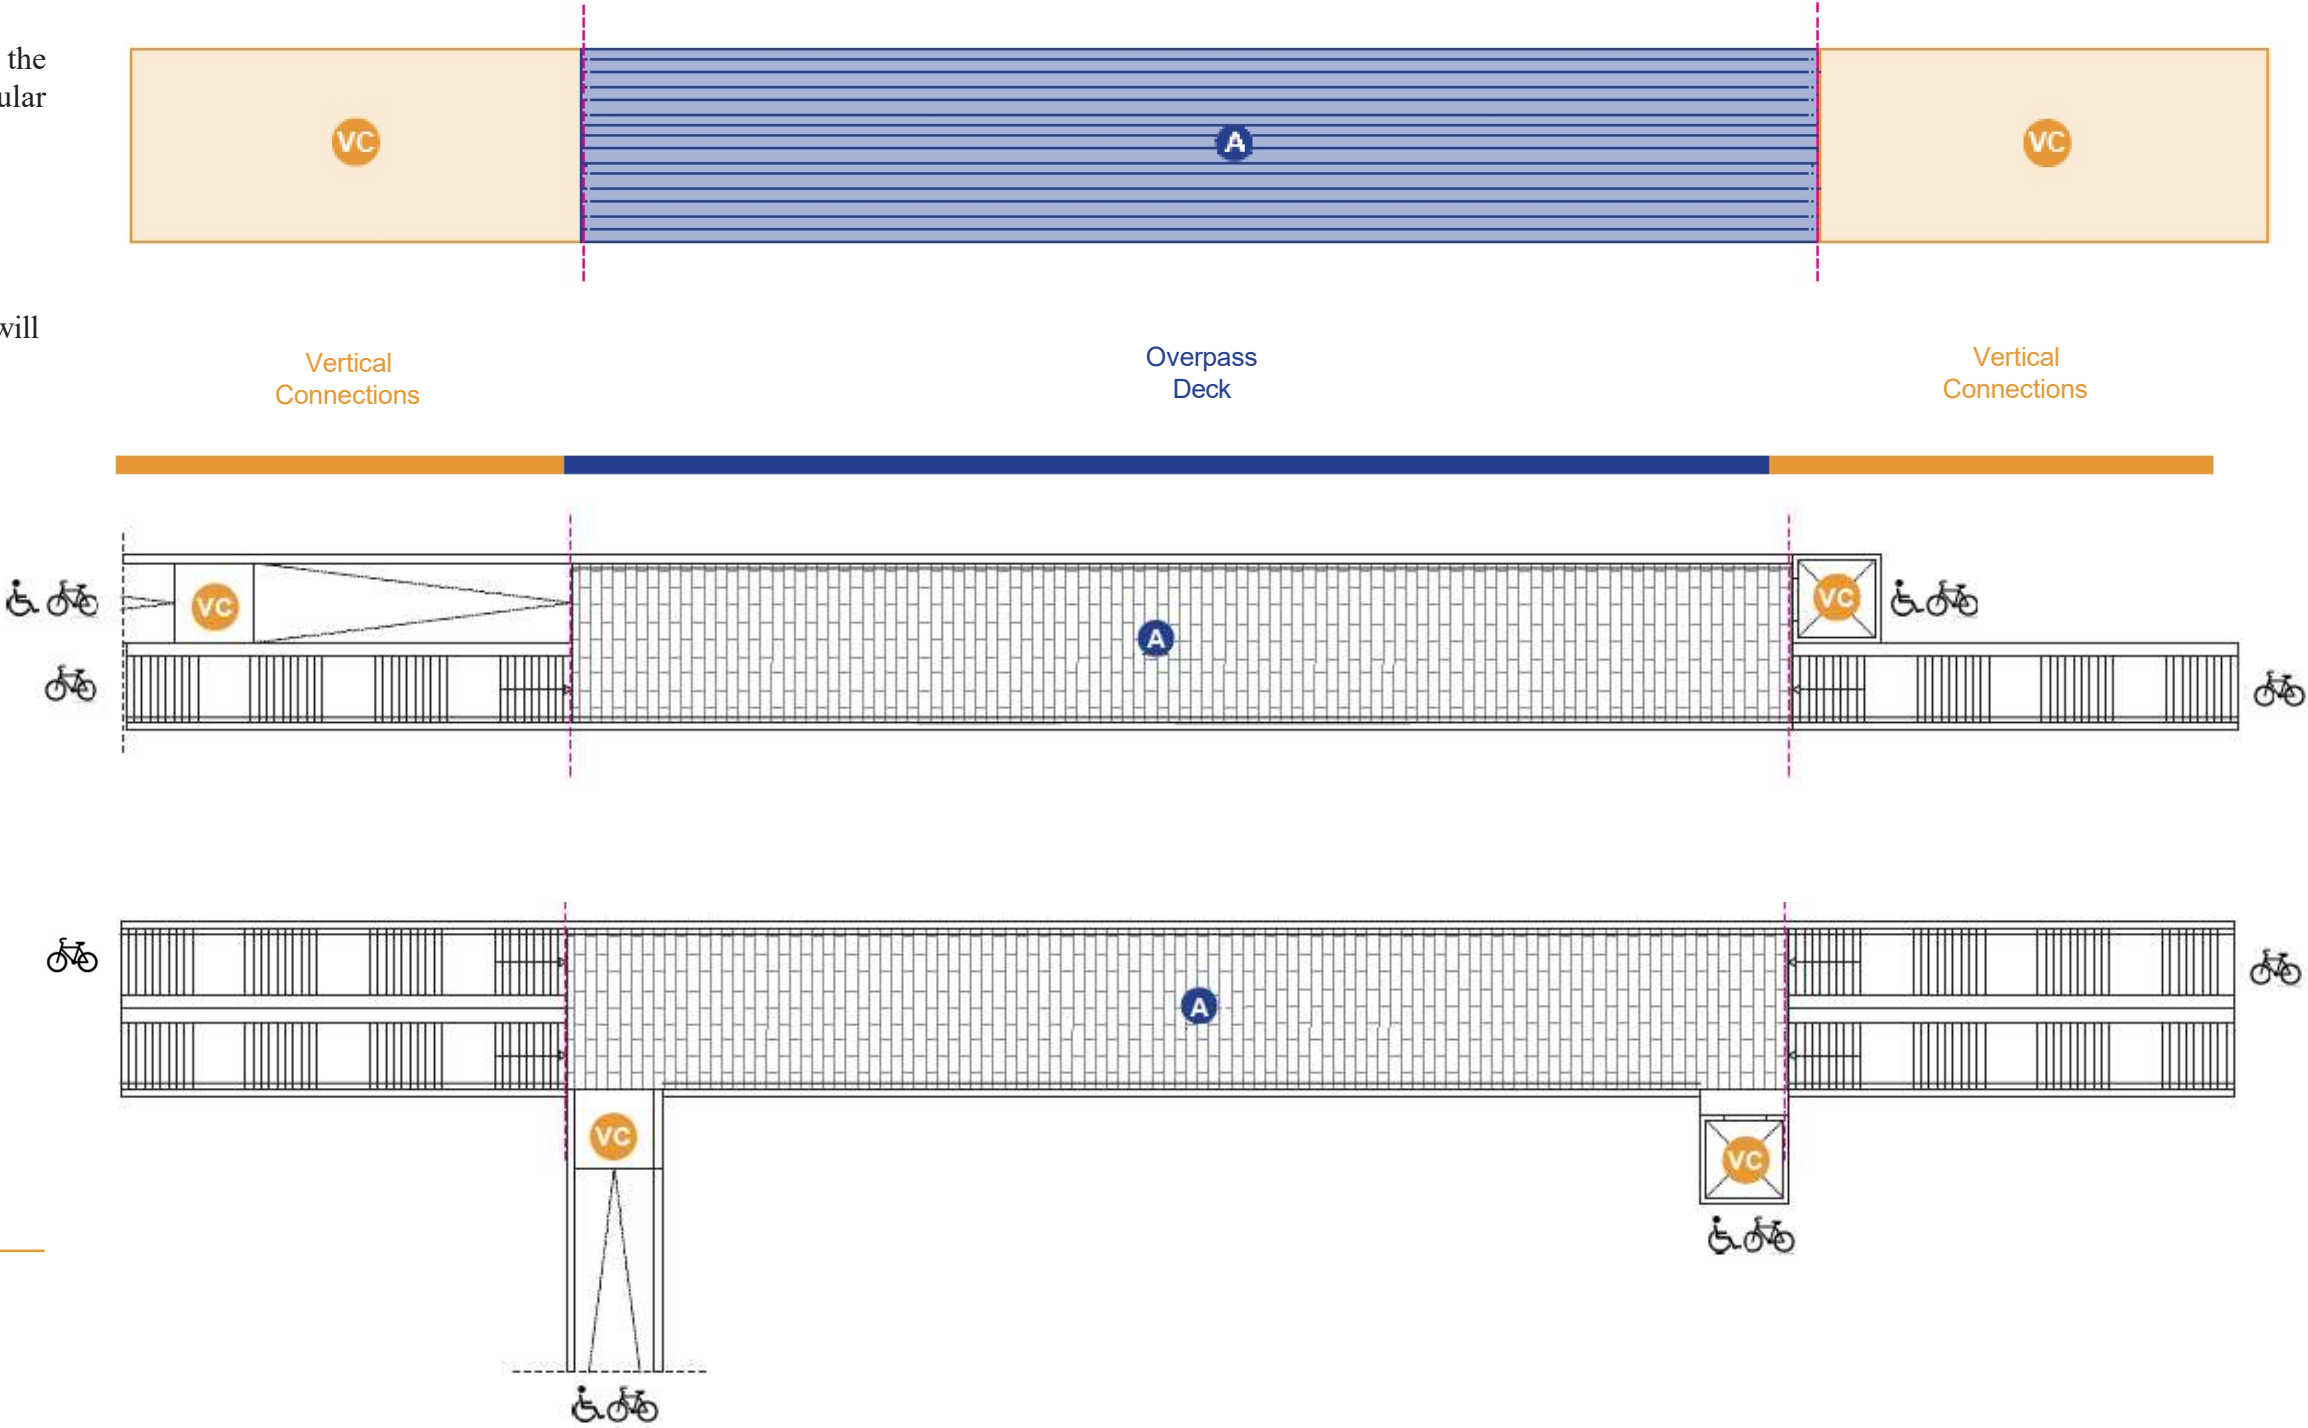 the
ular
VC
A
VC
will
Vertical
Connections
Overpass
Deck
Vertical
Connections
VC
A
VC
A
VC
VC